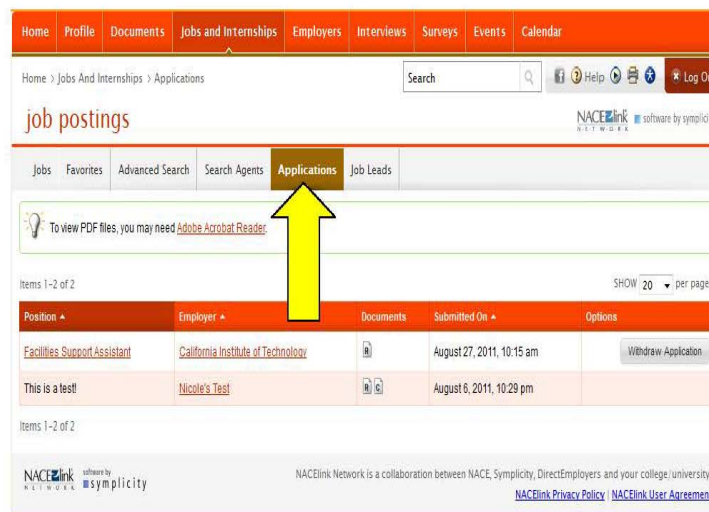 Home Profile Documents Jobs and Internships Employers Interviews Surveys Events Calendar
Home > Jobs And Internships > Applications Search Help Log O
job postings NACElink NETWORK software by symplici
Jobs Favorites Advanced Search Search Agents Applications Job Leads
To view PDF files, you may need Adobe Acrobat Reader.
Items 1-2 of 2 SHOW 20 per page
Position Employer Documents Submitted On Options
Facilities Support Assistant California Institute of Technology R August 27, 2011, 10:15 am Withdraw Application
This is a test! Nicole's Test R C August 6, 2011, 10:29 pm
Items 1-2 of 2
NACElink NETWORK software by symplicity NACElink Network is a collaboration between NACE, Symplicity, DirectEmployers and your college/university
NACElink Privacy Policy | NACElink User Agreemen